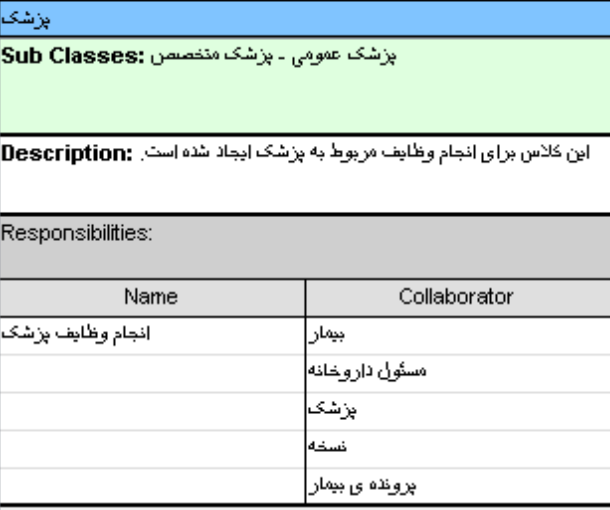 پزشک
Sub Classes: پزشک عمومی - پزشک متخصص
Description: این کلاس برای انجام وظایف مربوط به پزشک ایجاد شده است.
Responsibilities:
Name Collaborator
انجام وظایف پزشک بیمار
مسئول داروخانه
پزشک
نسخه
پرونده ی بیمار